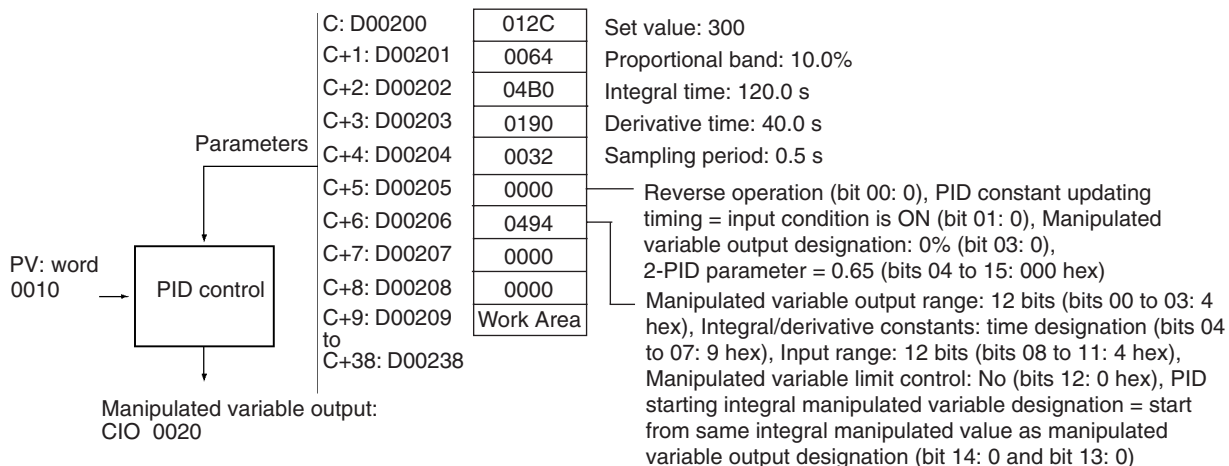 C: D00200 012C Set value: 300
C+1: D00201 0064 Proportional band: 10.0%
C+2: D00202 04B0 Integral time: 120.0 s
C+3: D00203 0190 Derivative time: 40.0 s
C+4: D00204 0032 Sampling period: 0.5 s
C+5: D00205 0000
C+6: D00206 0494
C+7: D00207 0000
C+8: D00208 0000
C+9: D00209 Work Area
to
C+38: D00238
Parameters
PV: word
0010
PID control
Manipulated variable output:
CIO 0020
Reverse operation (bit 00: 0), PID constant updating
timing = input condition is ON (bit 01: 0), Manipulated
variable output designation: 0% (bit 03: 0),
2-PID parameter = 0.65 (bits 04 to 15: 000 hex)
Manipulated variable output range: 12 bits (bits 00 to 03: 4
hex), Integral/derivative constants: time designation (bits 04
to 07: 9 hex), Input range: 12 bits (bits 08 to 11: 4 hex),
Manipulated variable limit control: No (bits 12: 0 hex), PID
starting integral manipulated variable designation = start
from same integral manipulated value as manipulated
variable output designation (bit 14: 0 and bit 13: 0)